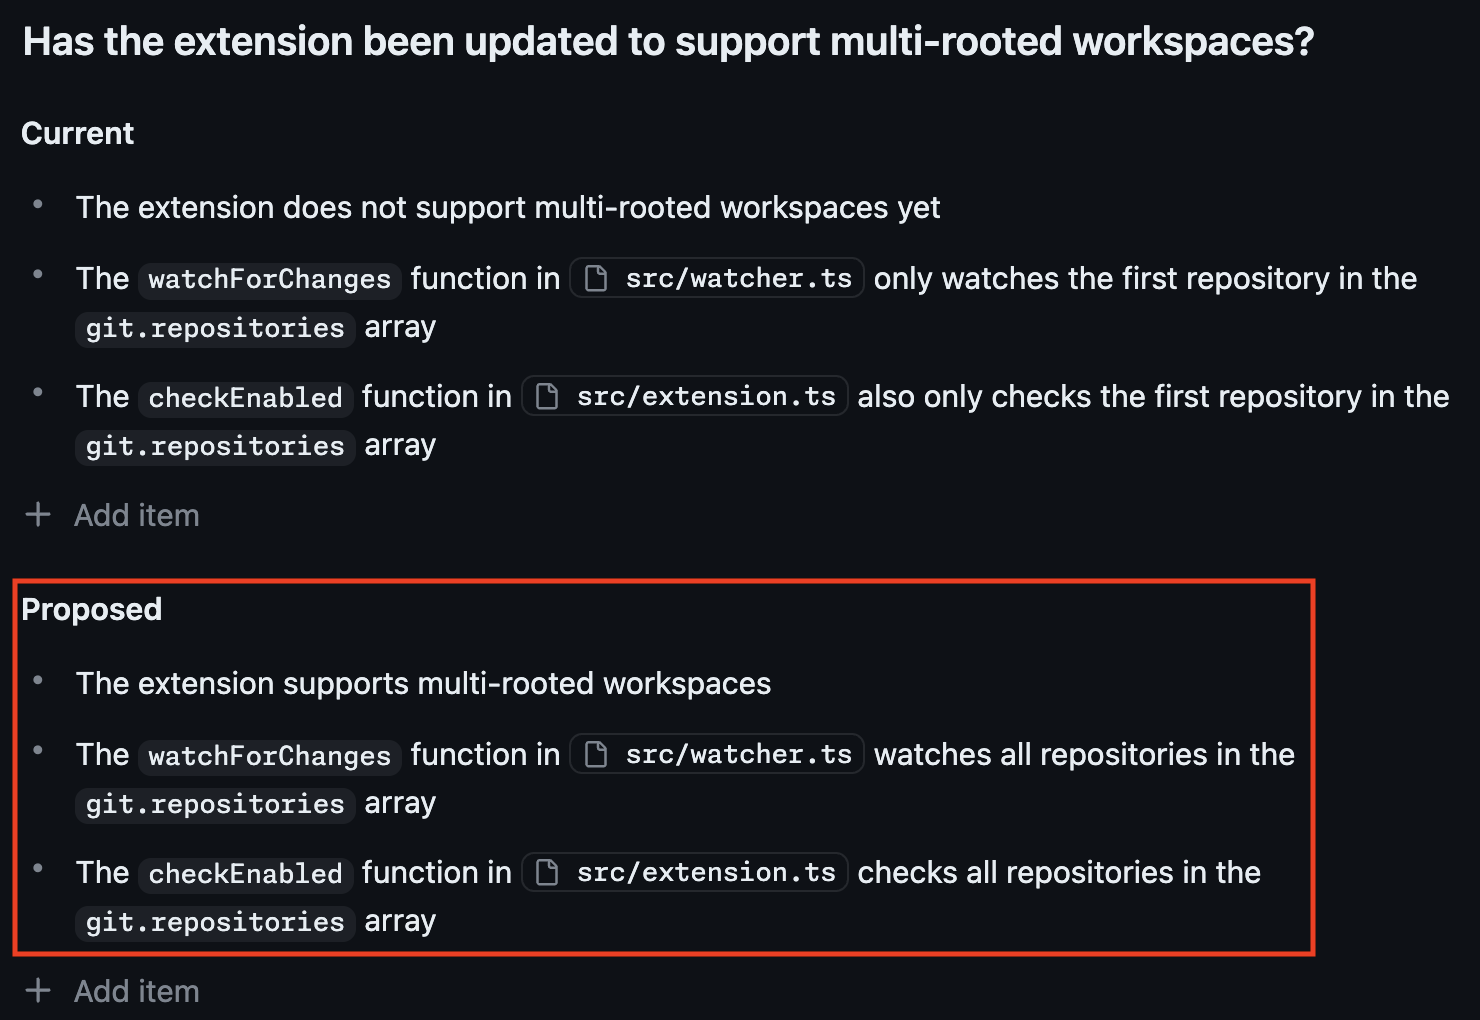 Has the extension been updated to support multi-rooted workspaces?
Current
• The extension does not support multi-rooted workspaces yet
• The watchForChanges function in src/watcher.ts only watches the first repository in the
git.repositories array
• The checkEnabled function in src/extension.ts also only checks the first repository in the
git.repositories array
+ Add item
Proposed
• The extension supports multi-rooted workspaces
• The watchForChanges function in src/watcher.ts watches all repositories in the
git.repositories array
• The checkEnabled function in src/extension.ts checks all repositories in the
git.repositories array
+ Add item